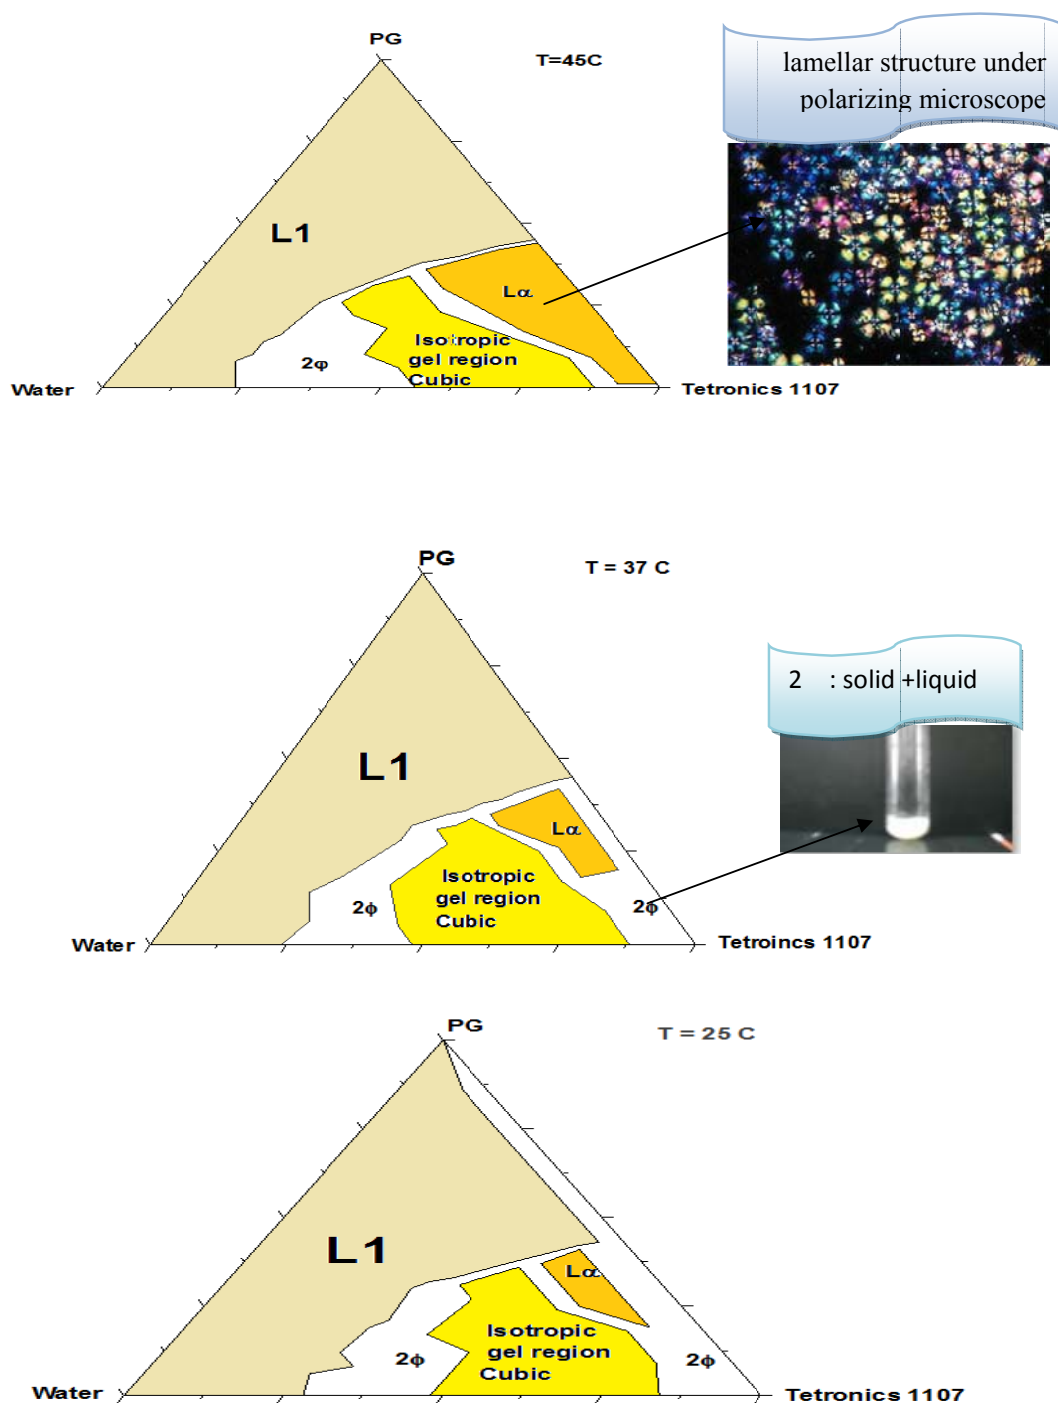 PG
T=45C
lamellar structure under
polarizing microscope
L1
Lα
Isotropic
gel region
Cubic
2φ
Water
Tetronics 1107
PG
T = 37 C
2 : solid +liquid
L1
Lα
Isotropic
gel region
Cubic
2ϕ
2ϕ
Water
Tetroincs 1107
PG
T = 25 C
L1
Lα
Isotropic
gel region
Cubic
2ϕ
2ϕ
Water
Tetronics 1107